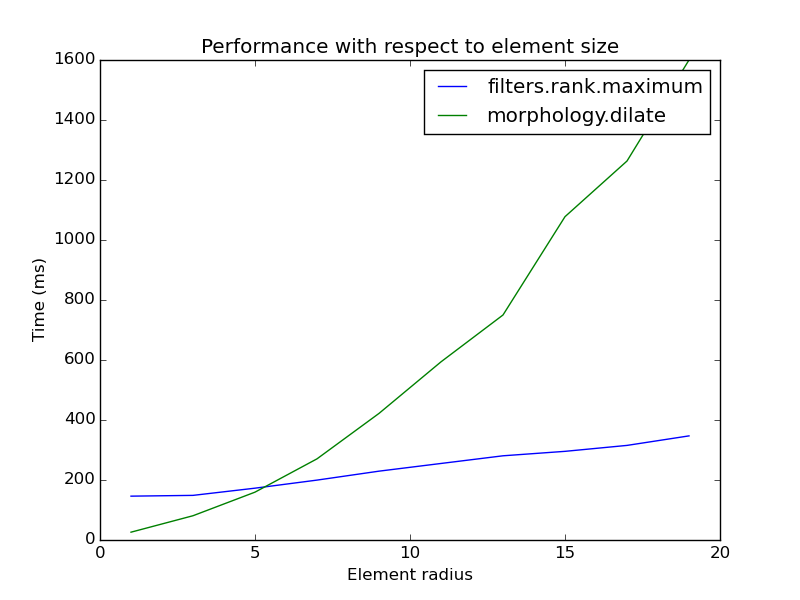 Performance with respect to element size
1600
1400
1200
1000
800
600
400
200
0
Time (ms)
filters.rank.maximum
morphology.dilate
0 5 10 15 20
Element radius